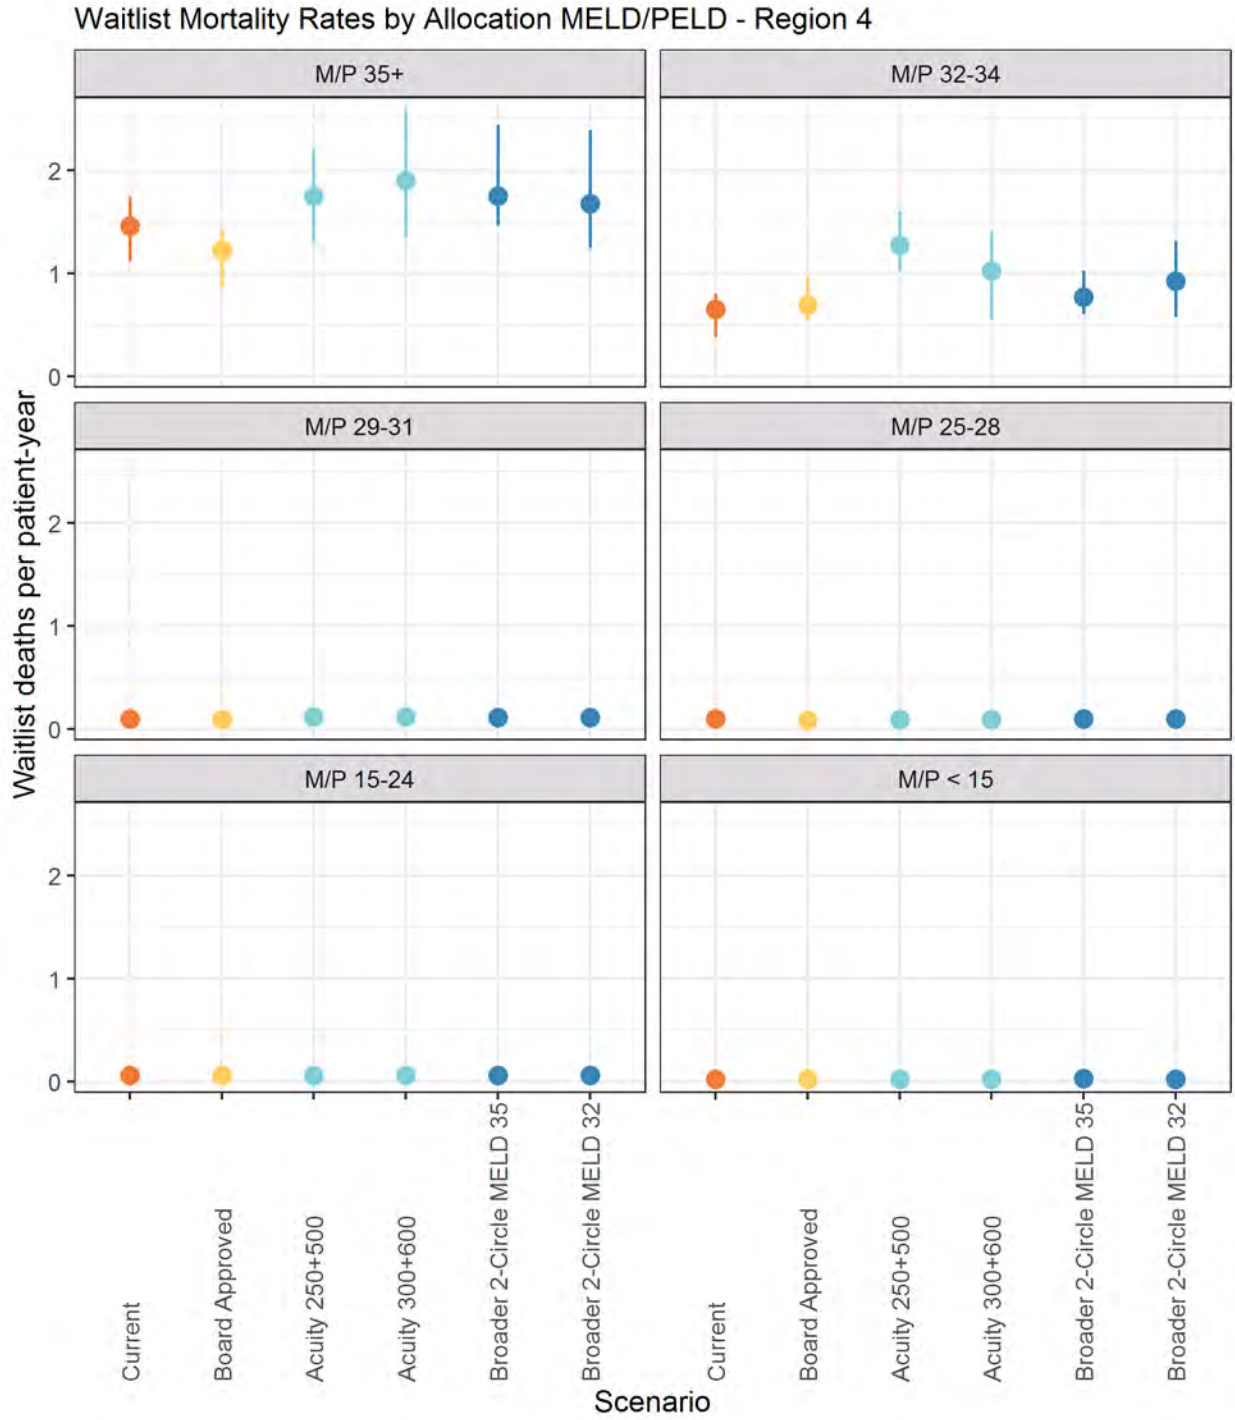 Waitlist Mortality Rates by Allocation MELD/PELD - Region 4
M/P 35+
M/P 32-34
2
1
0
M/P 29-31
M/P 25-28
2
1
0
M/P 15-24
M/P < 15
2
1
0
Waitlist deaths per patient-year
Current
Board Approved
Acuity 250+500
Acuity 300+600
Broader 2-Circle MELD 35
Broader 2-Circle MELD 32
Current
Board Approved
Acuity 250+500
Acuity 300+600
Broader 2-Circle MELD 35
Broader 2-Circle MELD 32
Scenario